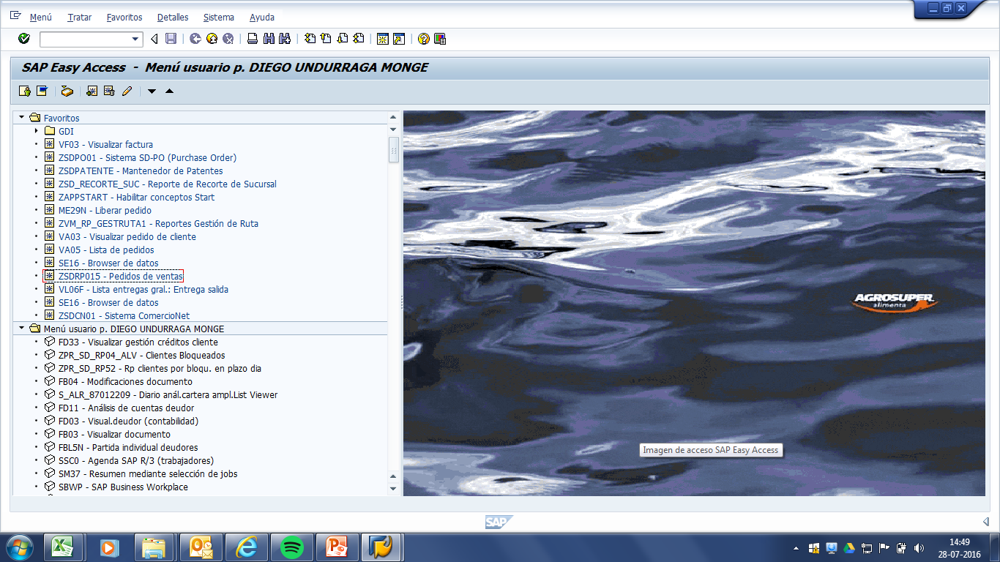 Menú Tratar Favoritos Detalles Sistema Ayuda
SAP Easy Access - Menú usuario p. DIEGO UNDURRAGA MONGE
Favoritos
GDI
VF03 - Visualizar factura
ZSDPO01 - Sistema SD-PO (Purchase Order)
ZSDPATENTE - Mantenedor de Patentes
ZSD_RECORTE_SUC - Reporte de Recorte de Sucursal
ZAPPSTART - Habilitar conceptos Start
ME29N - Liberar pedido
ZVM_RP_GESTRUTA1 - Reportes Gestión de Ruta
VA03 - Visualizar pedido de cliente
VA05 - Lista de pedidos
SE16 - Browser de datos
ZSDRP015 - Pedidos de ventas
VL06F - Lista entregas gral.: Entrega salida
SE16 - Browser de datos
ZSDCN01 - Sistema ComercioNet
Menú usuario p. DIEGO UNDURRAGA MONGE
FD33 - Visualizar gestión créditos cliente
ZPR_SD_RP04_ALV - Clientes Bloqueados
ZPR_SD_RP52 - Rp clientes por bloqu. en plazo dia
FB04 - Modificaciones documento
S_ALR_87012209 - Diario anál.cartera ampl.List Viewer
FD11 - Análisis de cuentas deudor
FD03 - Visual.deudor (contabilidad)
FB03 - Visualizar documento
FBL5N - Partida individual deudores
SSC0 - Agenda SAP R/3 (trabajadores)
SM37 - Resumen mediante selección de jobs
SBWP - SAP Business Workplace
AGROSUPER
alimenta
Imagen de acceso SAP Easy Access
SAP
14:49
28-07-2016